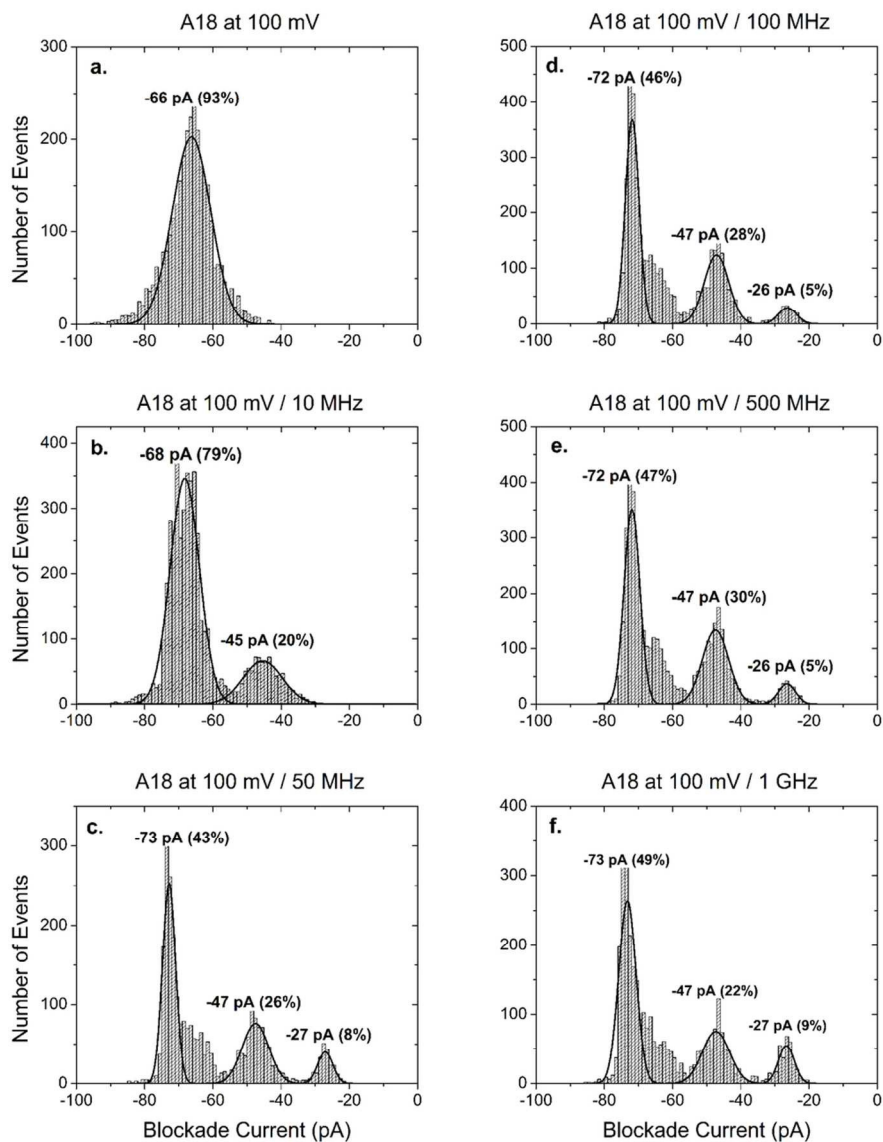 A18 at 100 mV
a.
-66 pA (93%)
Number of Events
300
200
100
0
-100 -80 -60 -40 -20 0
A18 at 100 mV / 10 MHz
b.
-68 pA (79%)
-45 pA (20%)
Number of Events
400
300
200
100
0
-100 -80 -60 -40 -20 0
A18 at 100 mV / 50 MHz
c.
-73 pA (43%)
-47 pA (26%)
-27 pA (8%)
Number of Events
300
200
100
0
-100 -80 -60 -40 -20 0
Blockade Current (pA)
A18 at 100 mV / 100 MHz
d.
-72 pA (46%)
-47 pA (28%)
-26 pA (5%)
500
400
300
200
100
0
-100 -80 -60 -40 -20 0
A18 at 100 mV / 500 MHz
e.
-72 pA (47%)
-47 pA (30%)
-26 pA (5%)
500
400
300
200
100
0
-100 -80 -60 -40 -20 0
A18 at 100 mV / 1 GHz
f.
-73 pA (49%)
-47 pA (22%)
-27 pA (9%)
400
300
200
100
0
-100 -80 -60 -40 -20 0
Blockade Current (pA)